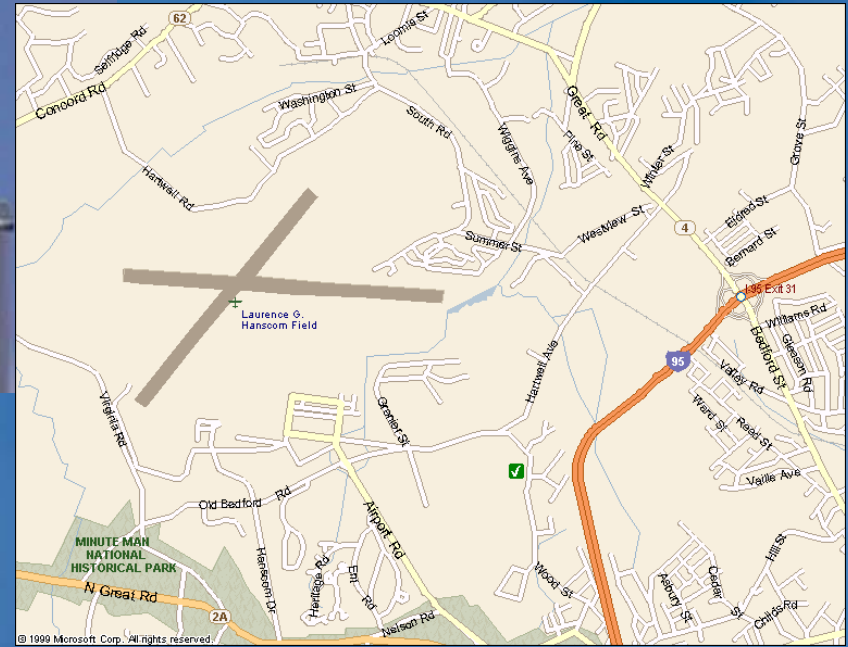 62
Loomis St
Selfridge Rd
Concord Rd
Washington St
South Rd
Great Rd
Wiggins Ave
Pine St
Grove St
Winter St
Hartwell Rd
Eldred St
Westview St
4
Summer St
Bernard St
I-95 Exit 31
Laurence G.
Hanscom Field
Williams Rd
Bedford St
Gleason Rd
95
Hartwell Ave
Valley Rd
Virginia Rd
Grenier St
Ward St
Reed St
Vaille Ave
Old Bedford Rd
Airport Rd
MINUTE MAN
NATIONAL
HISTORICAL PARK
Hanscom Dr
Hill St
N Great Rd
Heritage Rd
Ent Rd
Wood St
Asbury St
Cedar St
Childs Rd
2A
Nelson Rd
© 1999 Microsoft Corp. All rights reserved.